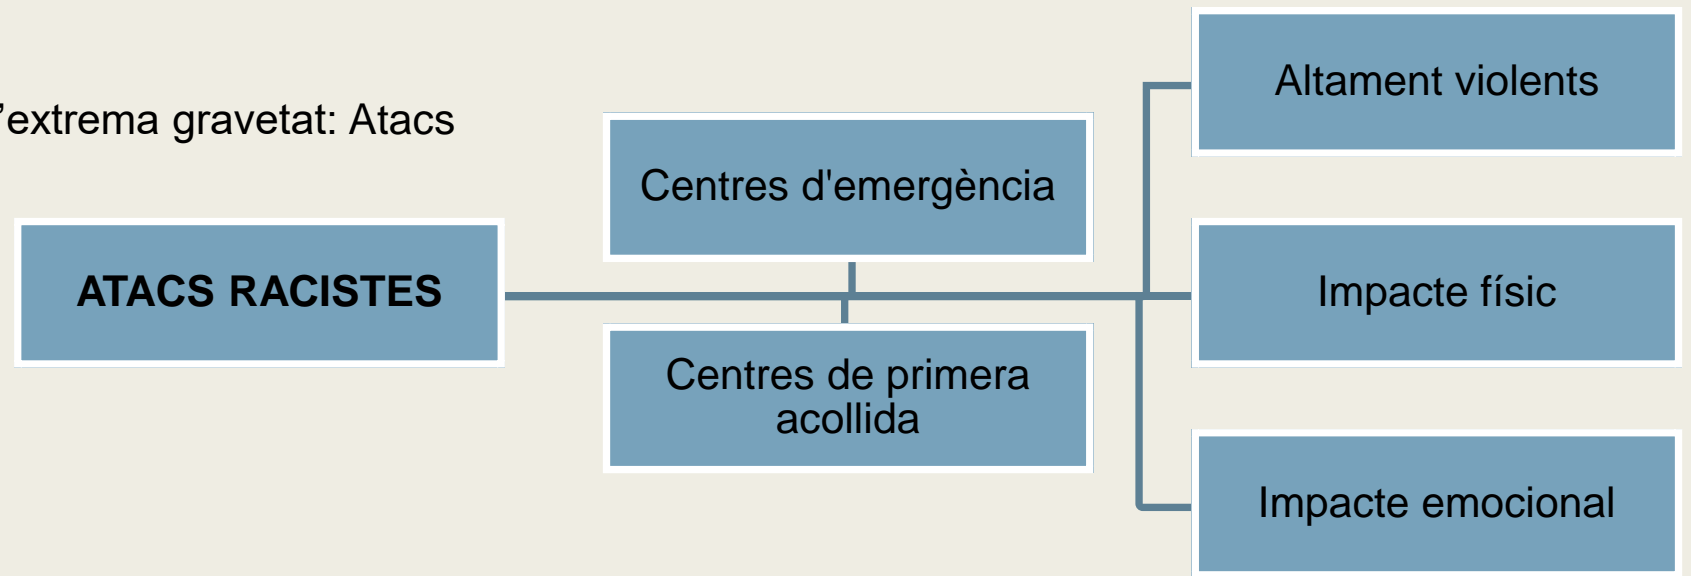 ’extrema gravetat: Atacs
ATACS RACISTES
Centres d'emergència
Centres de primera
acollida
Altament violents
Impacte físic
Impacte emocional